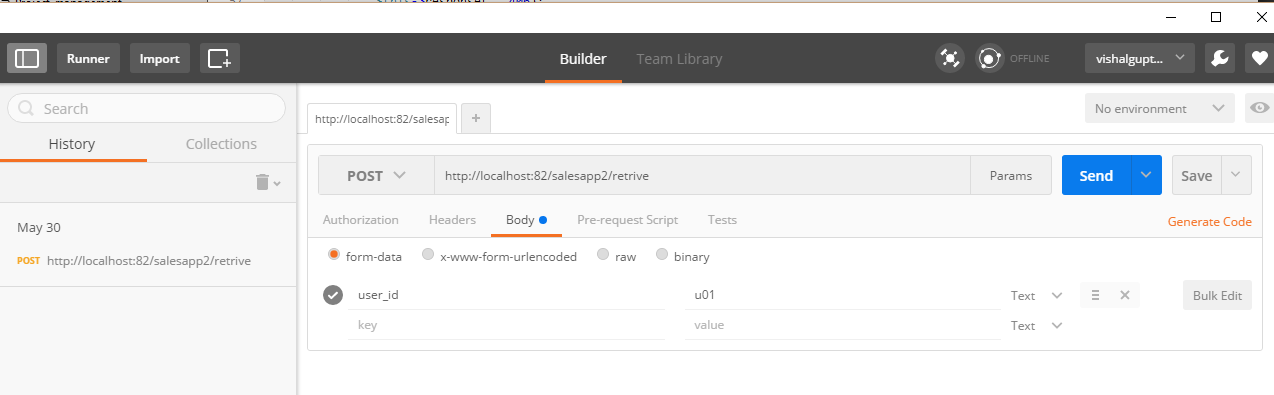 Runner Import Builder Team Library OFFLINE vishalgupt...
Search
http://localhost:82/salesap + No environment
History Collections
POST http://localhost:82/salesapp2/retrive Params Send Save
Authorization Headers Body Pre-request Script Tests Generate Code
May 30
form-data x-www-form-urlencoded raw binary
POST http://localhost:82/salesapp2/retrive
user_id u01 Text Bulk Edit
key value Text